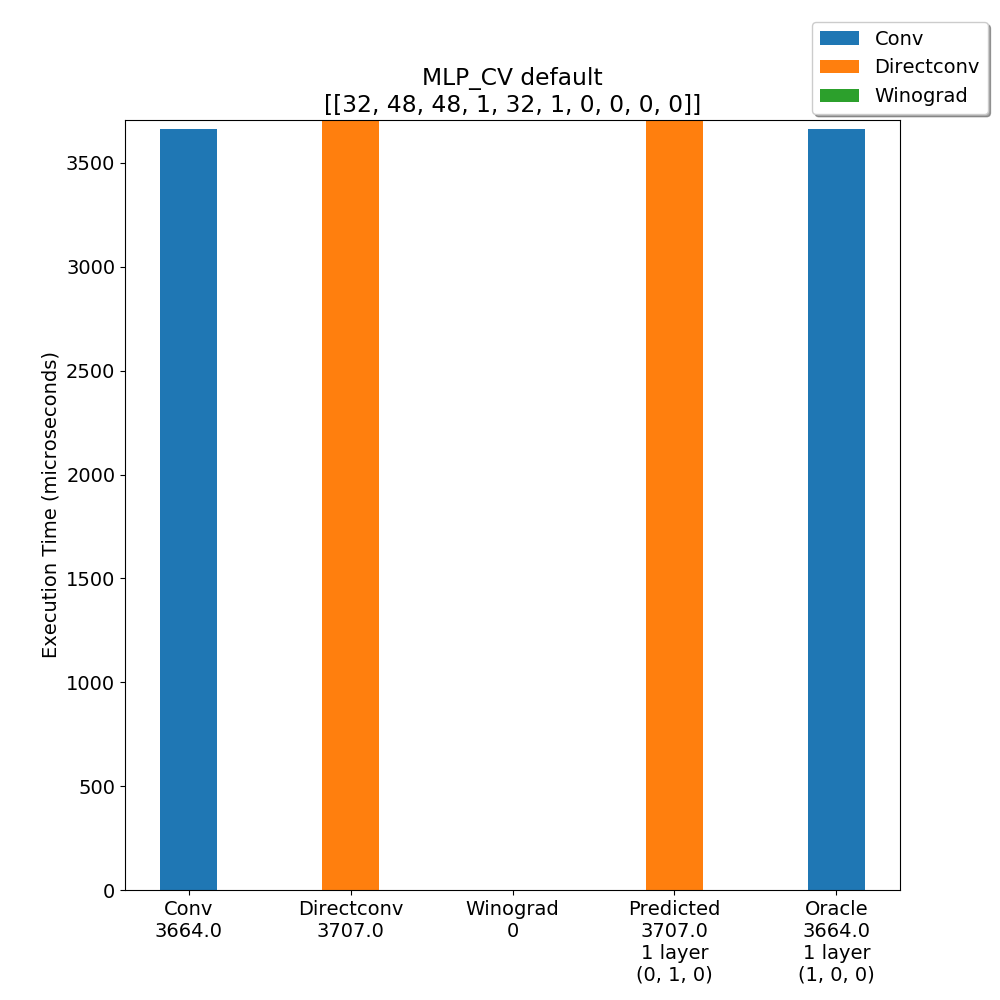 Conv
Directconv
Winograd
MLP_CV default
[[32, 48, 48, 1, 32, 1, 0, 0, 0, 0]]
Execution Time (microseconds)
3500
3000
2500
2000
1500
1000
500
0
Conv
3664.0
Directconv
3707.0
Winograd
0
Predicted
3707.0
1 layer
(0, 1, 0)
Oracle
3664.0
1 layer
(1, 0, 0)